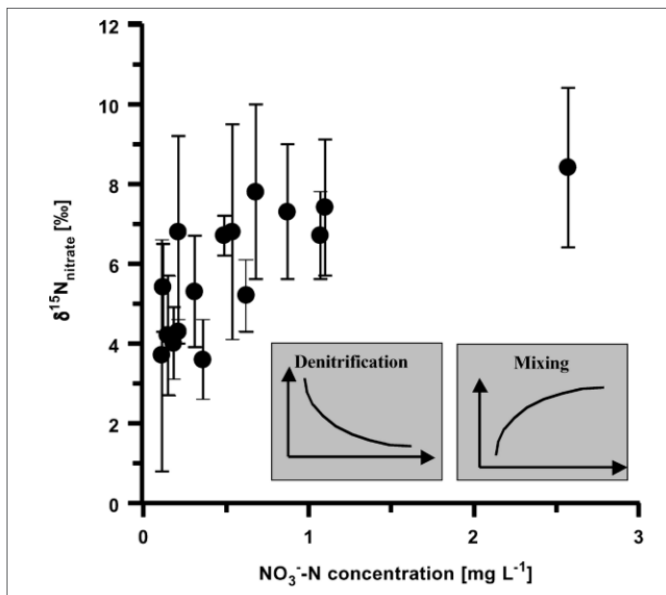 12
10
8
6
4
2
0
δ¹⁵Nnitrate [‰]
Denitrification
Mixing
0
1
2
3
NO₃⁻-N concentration [mg L⁻¹]